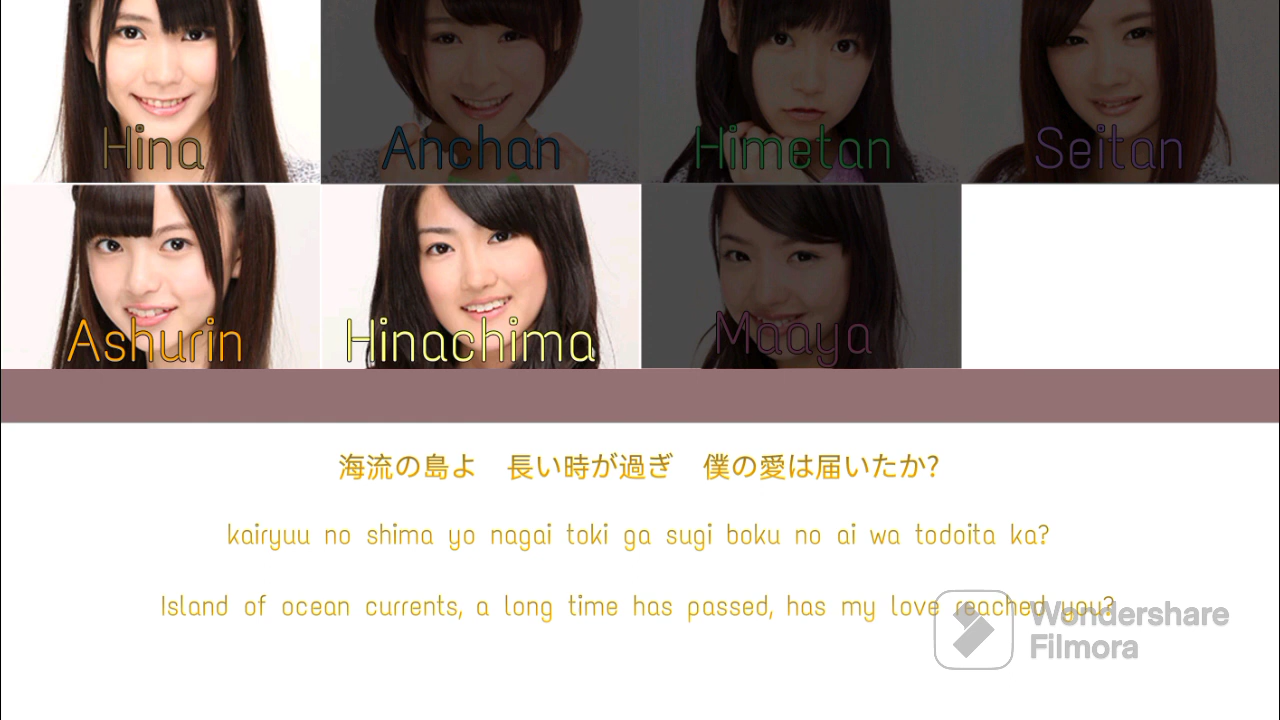 Hina
Anchan
Himetan
Seitan
Ashurin
Hinachima
Maaya
海流の島よ　長い時が過ぎ　僕の愛は届いたか?
kairyuu no shima yo nagai toki ga sugi boku no ai wa todoita ka?
Island of ocean currents, a long time has passed, has my love reached you?
Wondershare
Filmora